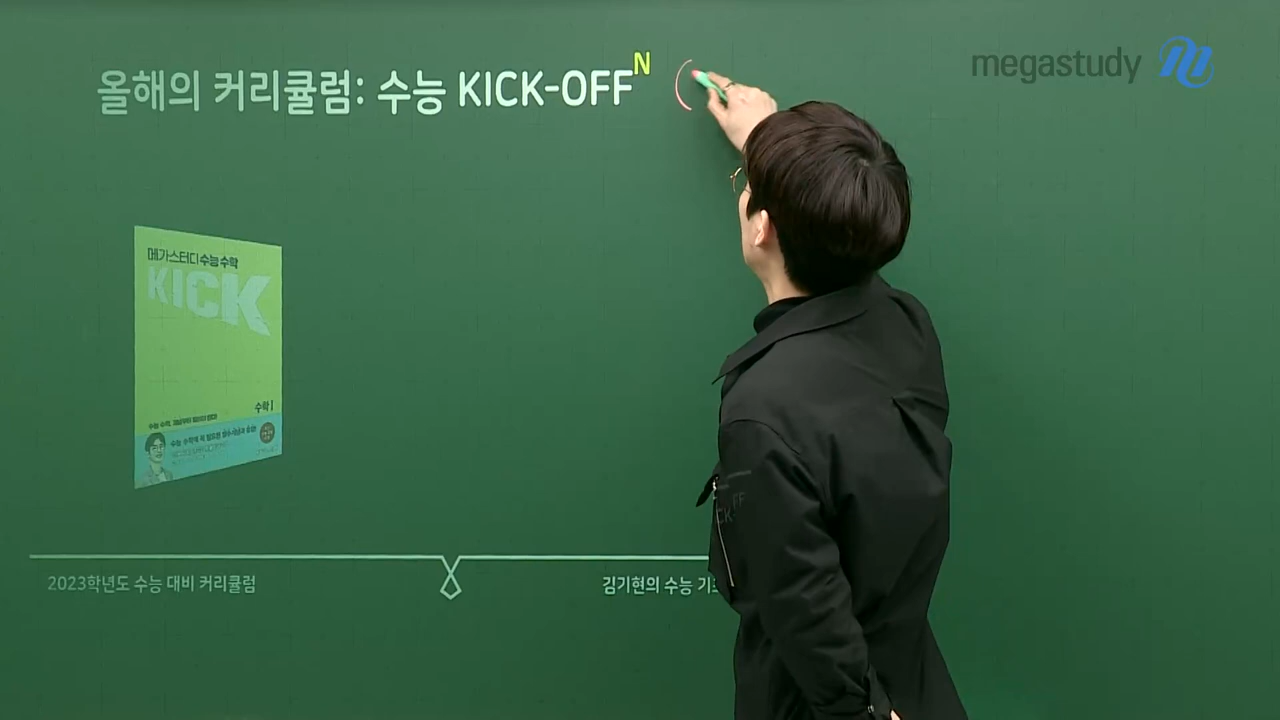 올해의 커리큘럼: 수능 KICK-OFF N
megastudy
메가스터디 수능 수학
KICK
수학 I
2023학년도 수능 대비 커리큘럼
김기현의 수능 기